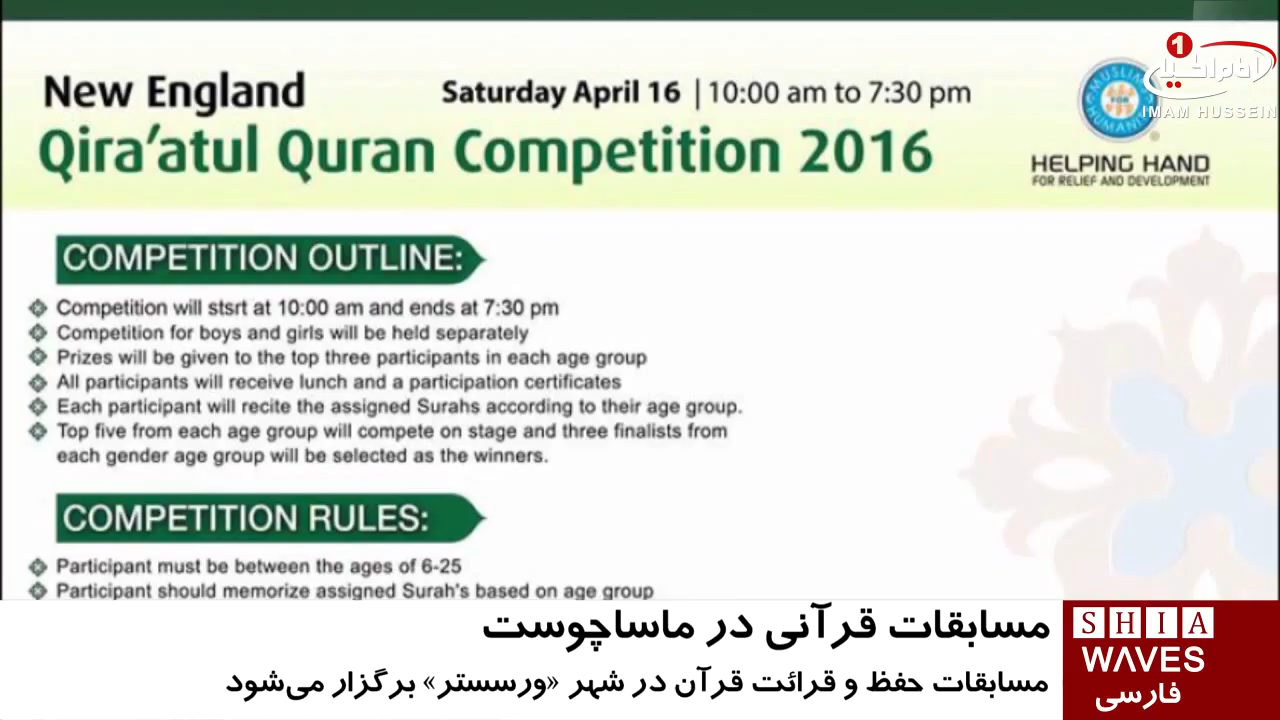 New England
Saturday April 16 | 10:00 am to 7:30 pm
Qira'atul Quran Competition 2016
MUSLIMS FOR HUMANITY
HELPING HAND
FOR RELIEF AND DEVELOPMENT
1
امام حسین
IMAM HUSSEIN
COMPETITION OUTLINE:
Competition will stsrt at 10:00 am and ends at 7:30 pm
Competition for boys and girls will be held separately
Prizes will be given to the top three participants in each age group
All participants will receive lunch and a participation certificates
Each participant will recite the assigned Surahs according to their age group.
Top five from each age group will compete on stage and three finalists from
each gender age group will be selected as the winners.
COMPETITION RULES:
Participant must be between the ages of 6-25
Participant should memorize assigned Surah's based on age group
مسابقات قرآنی در ماساچوست
مسابقات حفظ و قرائت قرآن در شهر «ورسستر» برگزار می‌شود
SHIA
WAVES
فارسی